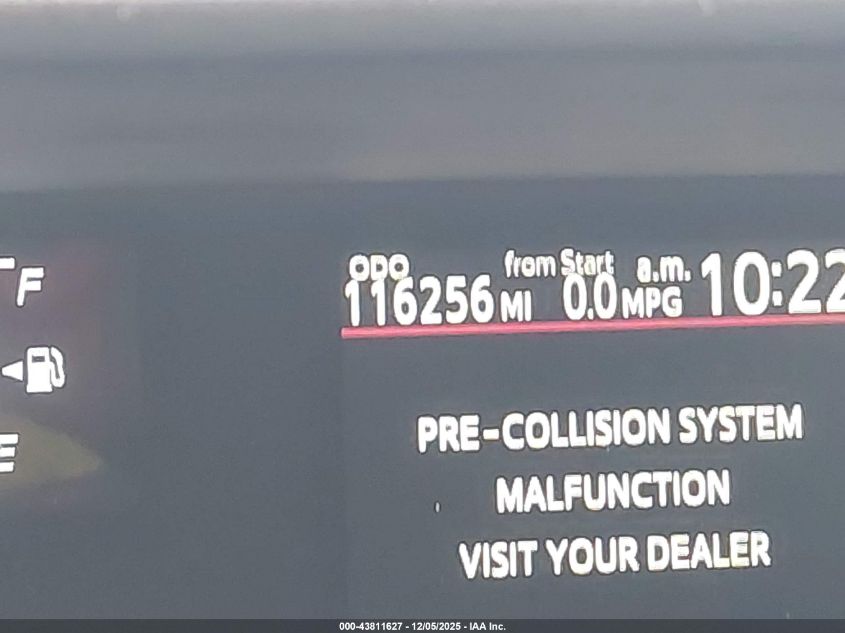 ODO from Start a.m. 10:22
116256 MI 0.0 MPG
F
PRE-COLLISION SYSTEM
E
MALFUNCTION
VISIT YOUR DEALER
000-43811627 - 12/05/2025 - IAA Inc.